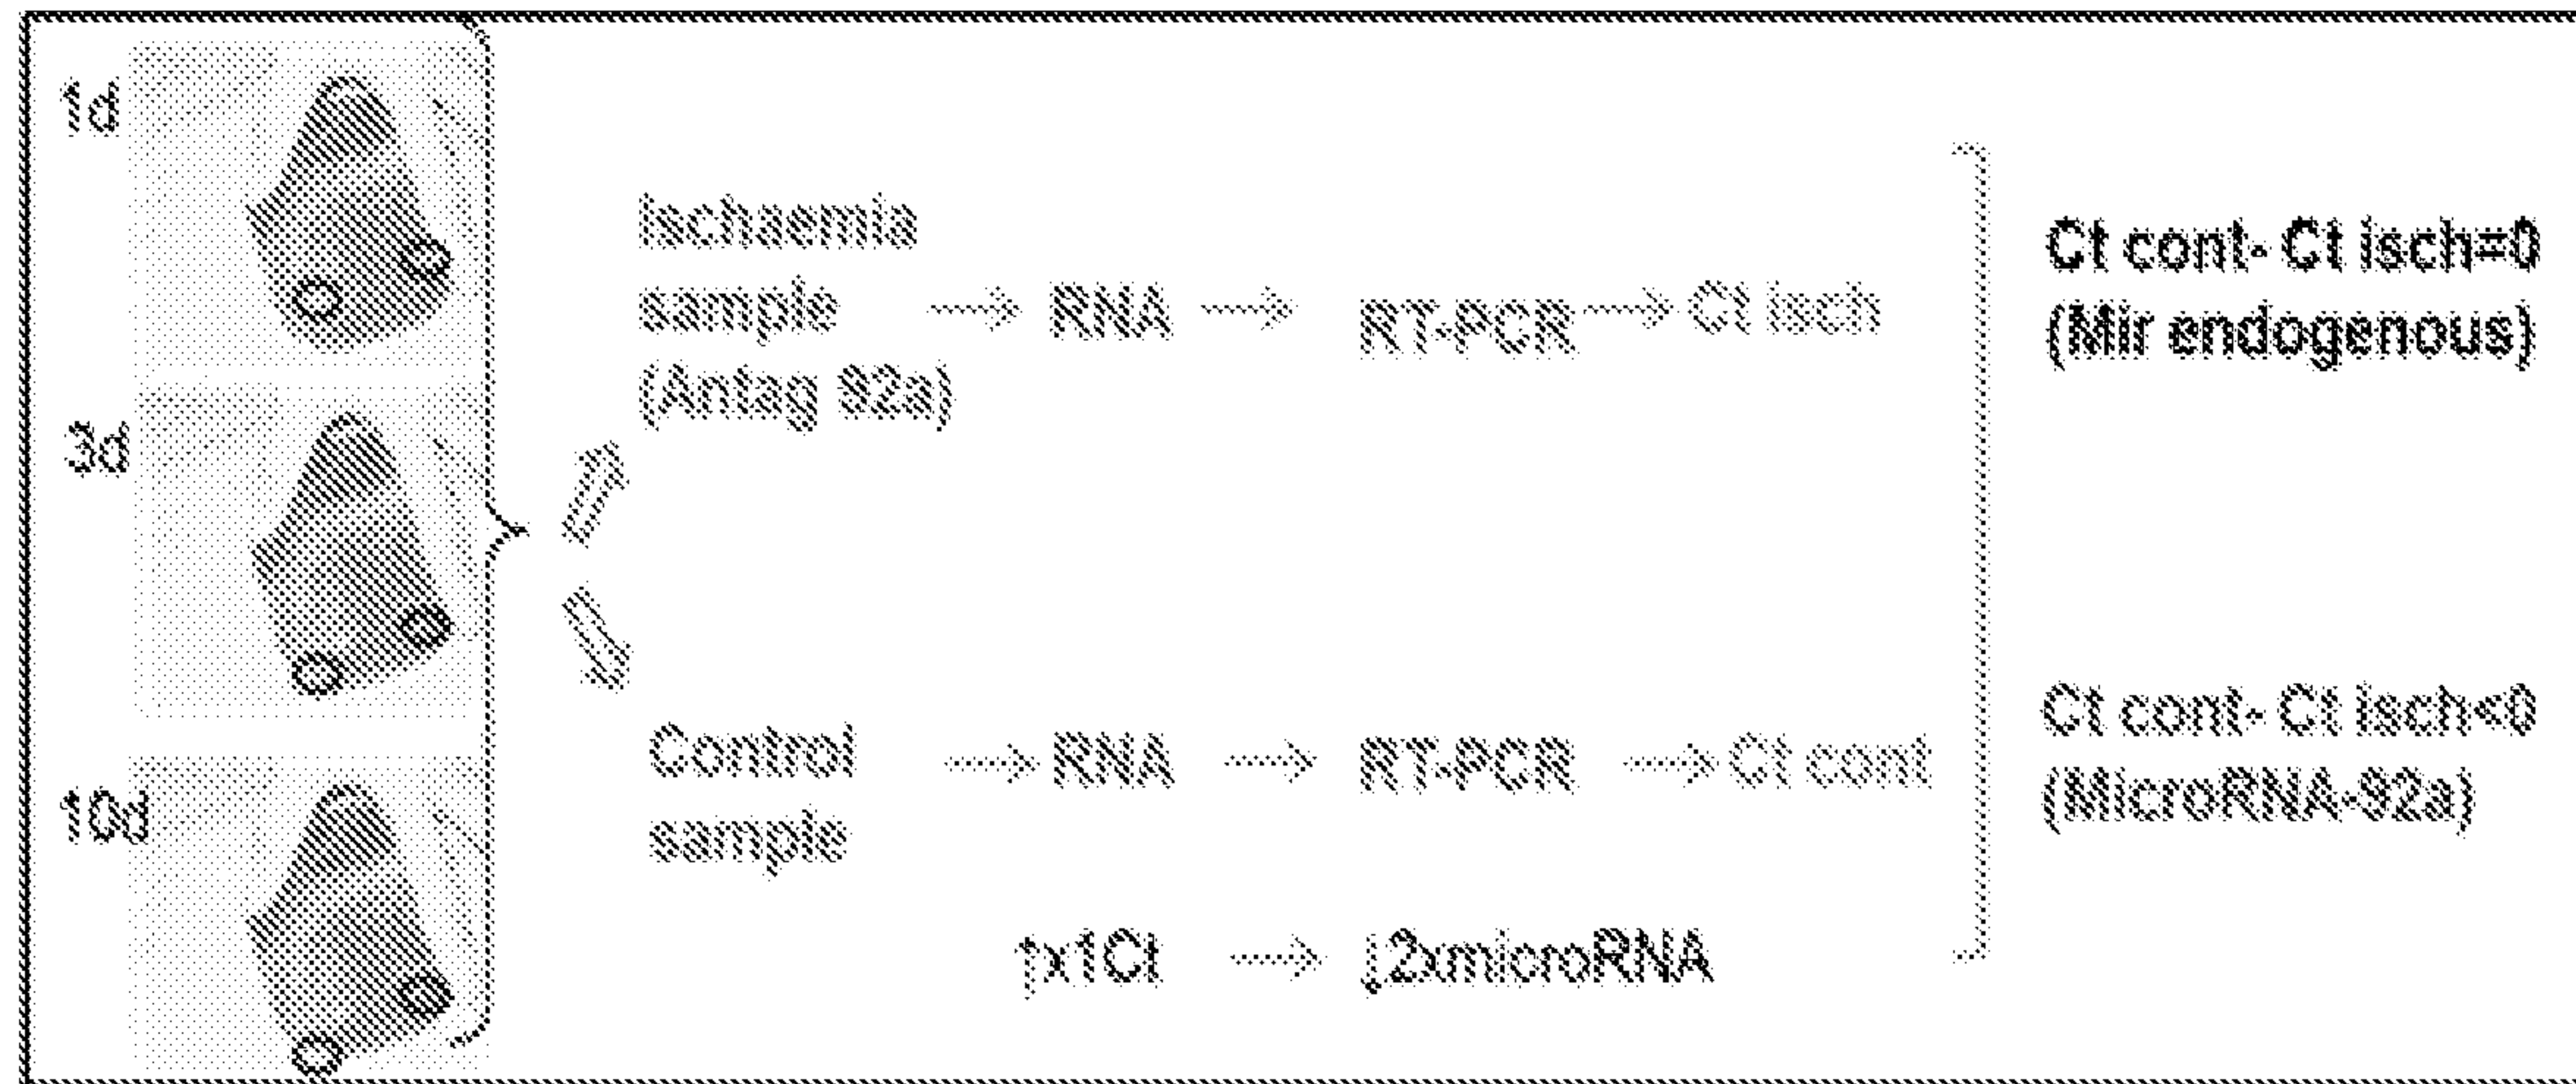 1d
3d
10d
Ischaemia
sample
(Antag 92a)
→ RNA → RT-PCR → Ct isch
Control
sample
→ RNA → RT-PCR → Ct cont
↑x1Ct → ↓2xmicroRNA
Ct cont- Ct isch=0
(Mir endogenous)
Ct cont- Ct isch<0
(MicroRNA-92a)